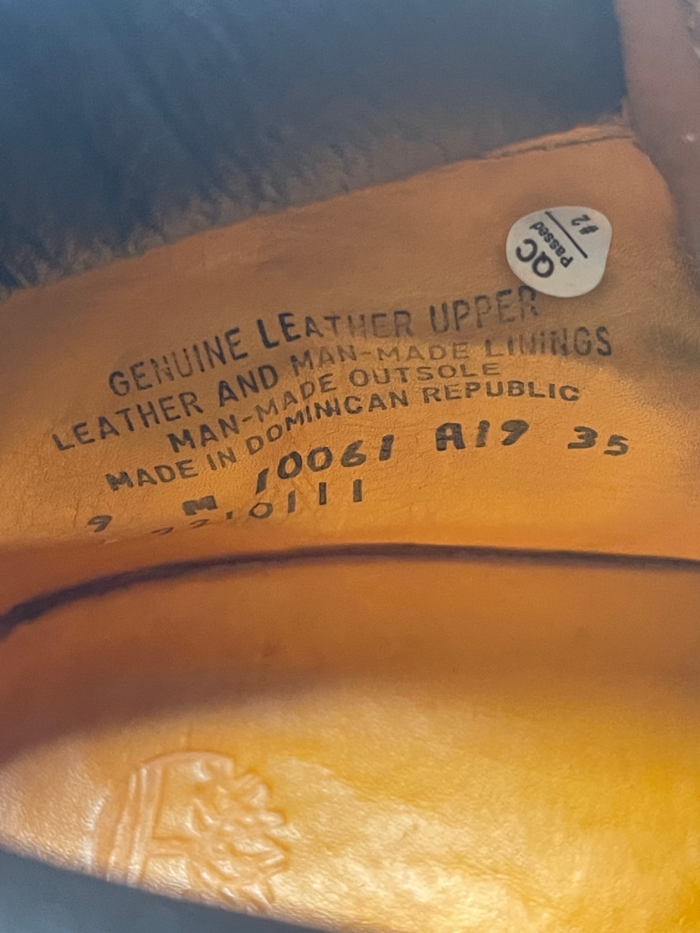 QC
Passed
#2
GENUINE LEATHER UPPER
LEATHER AND MAN-MADE LININGS
MAN-MADE OUTSOLE
MADE IN DOMINICAN REPUBLIC
9 M 10061 A19 35